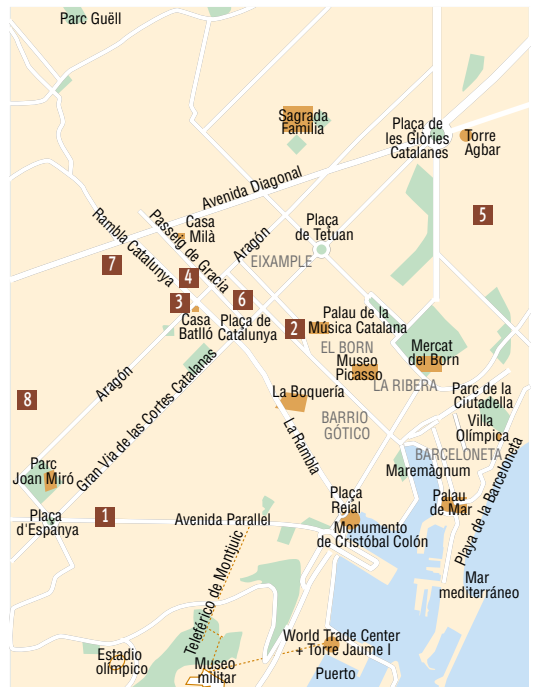 Parc Guëll
Sagrada
Família
Plaça de
les Glòries
Catalanes
Torre
Agbar
Avenida Diagonal
5
Rambla Catalunya
Passeig de Gracia
Casa
Milà
Aragón
Plaça
de Tetuan
EIXAMPLE
7
4
3
6
2
Casa
Batlló
Plaça de
Catalunya
Palau de la
Música Catalana
EL BORN
Museo
Picasso
Mercat
del Born
LA RIBERA
Aragón
Gran Via de las Cortes Catalanas
8
La Boquería
Parc de la
Ciutadella
BARRIO
GÓTICO
Villa
Olímpica
La Rambla
BARCELONETA
Maremàgnum
Parc
Joan Miró
Plaça
Reial
Palau
de Mar
Playa de la Barceloneta
Plaça
d'Espanya
1
Avenida Parallel
Monumento
de Cristóbal Colón
Teleférico de Montjuic
Mar
mediterráneo
Estadio
olímpico
Museo
militar
World Trade Center
+ Torre Jaume I
Puerto